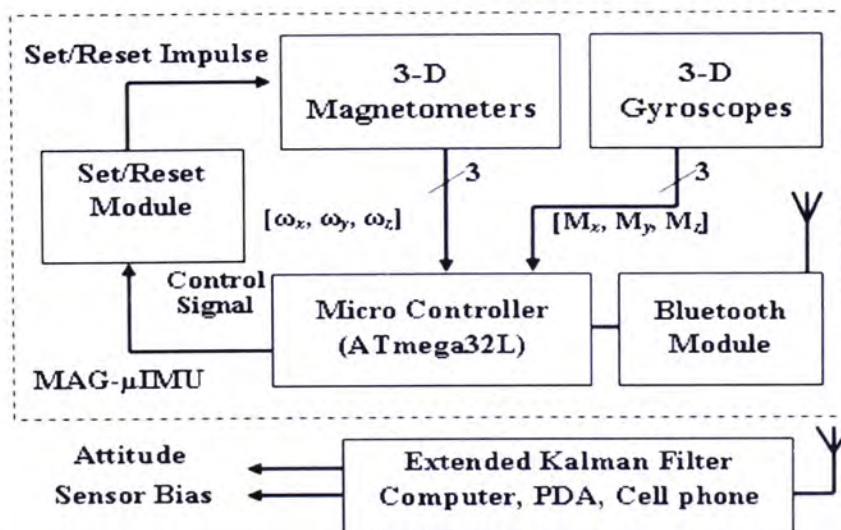 Set/Reset Impulse
3-D
Magnetometers
3-D
Gyroscopes
Set/Reset
Module
3
3
[ωx, ωy, ωz]
[Mx, My, Mz]
Control
Signal
Micro Controller
(ATmega32L)
Bluetooth
Module
MAG-μIMU
Attitude
Sensor Bias
Extended Kalman Filter
Computer, PDA, Cell phone